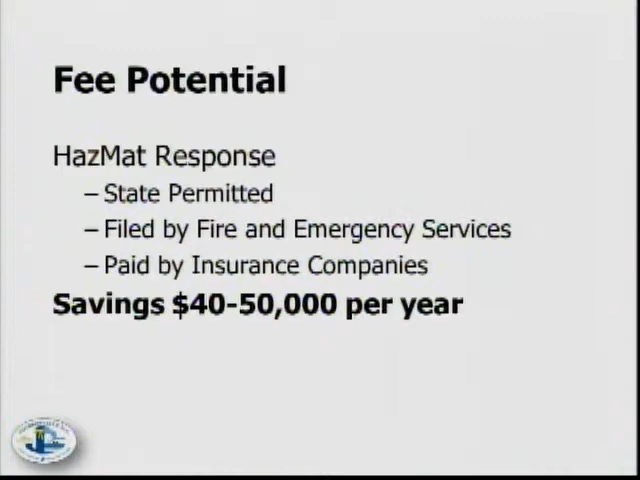 Fee Potential
HazMat Response
– State Permitted
– Filed by Fire and Emergency Services
– Paid by Insurance Companies
Savings $40-50,000 per year